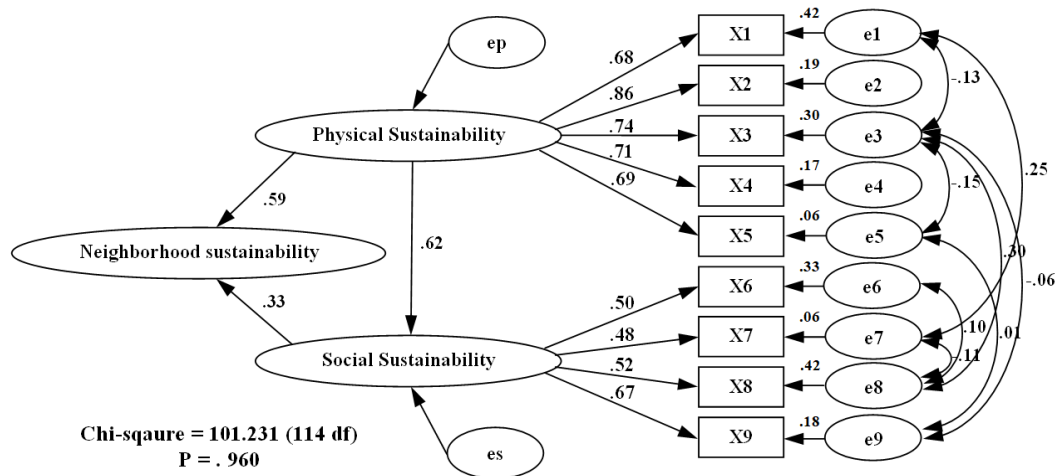 ep
.68
X1
.42
e1
.86
X2
.19
e2
-.13
Physical Sustainability
.74
X3
.30
e3
.71
X4
.17
e4
.25
.69
-.15
.59
X5
.06
e5
Neighborhood sustainability
.62
.30
-.06
X6
.33
e6
.33
.50
.48
X7
.06
e7
.10
.01
-.11
Social Sustainability
.52
X8
.42
e8
.67
X9
.18
e9
es
Chi-sqaure = 101.231 (114 df)
P = . 960